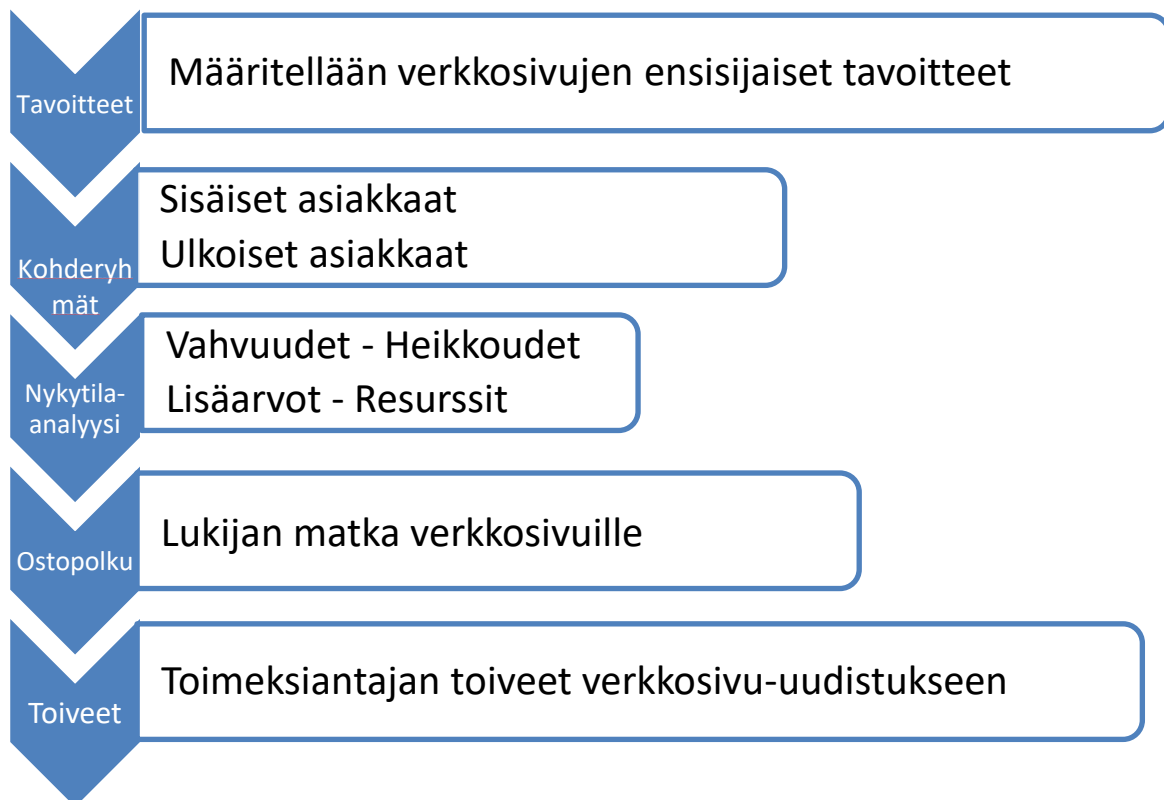 Tavoitteet
Määritellään verkkosivujen ensisijaiset tavoitteet
Kohderyh
mät
Sisäiset asiakkaat
Ulkoiset asiakkaat
Nykytila-
analyysi
Vahvuudet - Heikkoudet
Lisäarvot - Resurssit
Ostopolku
Lukijan matka verkkosivuille
Toiveet
Toimeksiantajan toiveet verkkosivu-uudistukseen